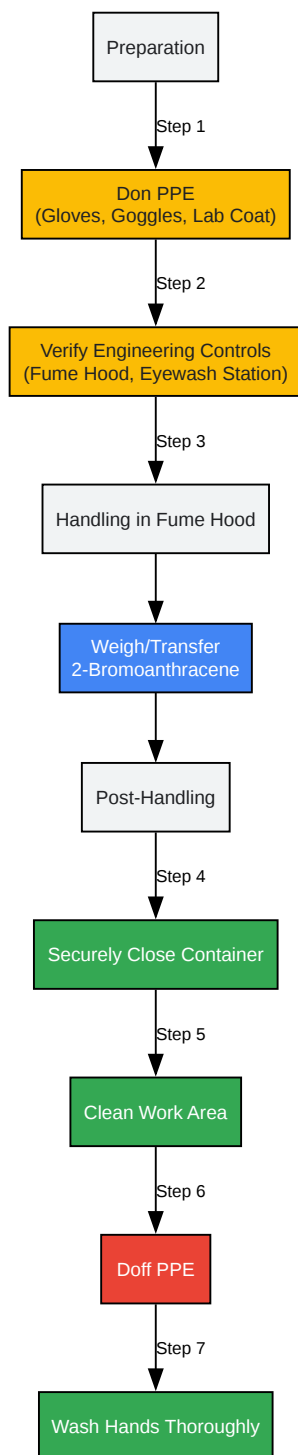 Preparation
Step 1
Don PPE
(Gloves, Goggles, Lab Coat)
Step 2
Verify Engineering Controls
(Fume Hood, Eyewash Station)
Step 3
Handling in Fume Hood
Weigh/Transfer
2-Bromoanthracene
Post-Handling
Step 4
Securely Close Container
Step 5
Clean Work Area
Step 6
Doff PPE
Step 7
Wash Hands Thoroughly